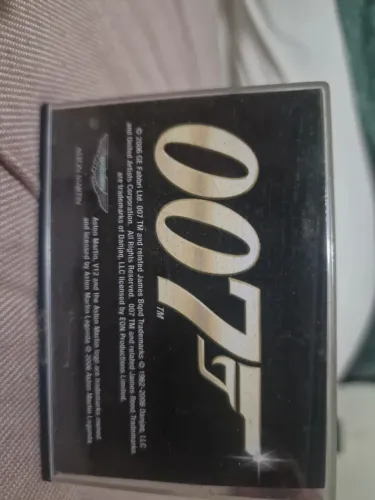 007 TM
© 2006 GE Fabbri Ltd. 007 TM and related James Bond Trademarks © 1962-2006 Danjaq, LLC
and United Artists Corporation. All Rights Reserved. 007 TM and related James Bond Trademarks
are trademarks of Danjaq, LLC licensed by EON Productions Limited.
ASTON MARTIN
Aston Martin, V12 and the Aston Martin logo are trademarks owned
and licensed by Aston Martin Lagonda © 2006 Aston Martin Lagonda